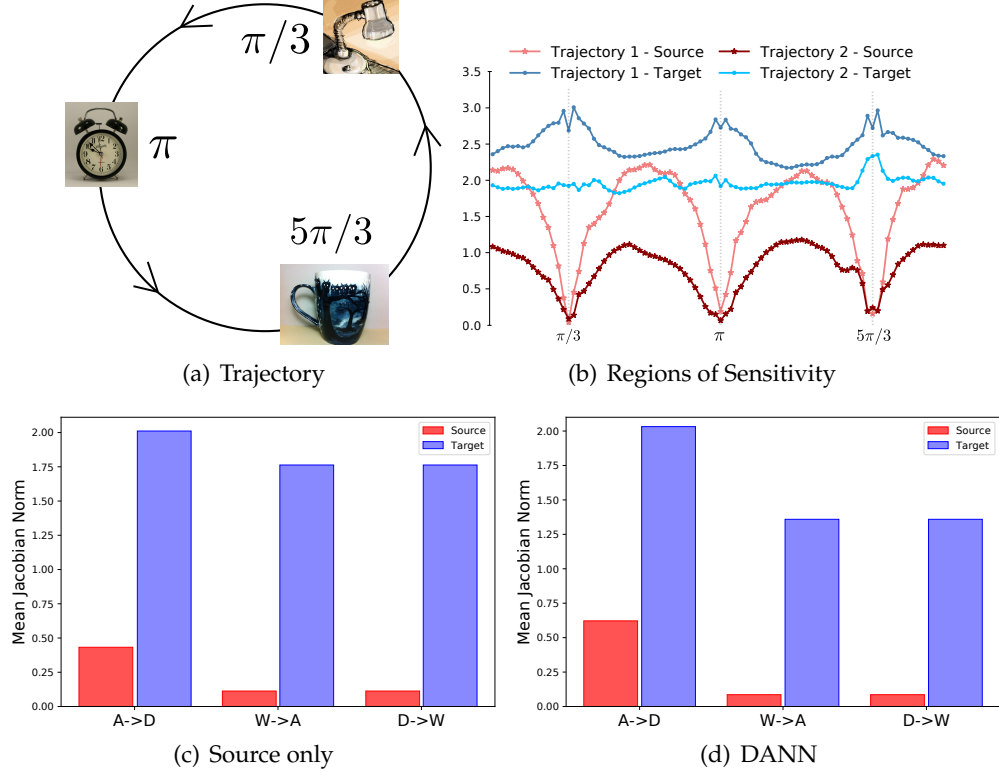 π/3
π
5π/3
(a) Trajectory
Trajectory 1 - Source
Trajectory 1 - Target
Trajectory 2 - Source
Trajectory 2 - Target
3.5
3.0
2.5
2.0
1.5
1.0
0.5
0.0
π/3
π
5π/3
(b) Regions of Sensitivity
Mean Jacobian Norm
2.00
1.75
1.50
1.25
1.00
0.75
0.50
0.25
0.00
Source
Target
A->D
W->A
D->W
(c) Source only
Mean Jacobian Norm
2.00
1.75
1.50
1.25
1.00
0.75
0.50
0.25
0.00
Source
Target
A->D
W->A
D->W
(d) DANN